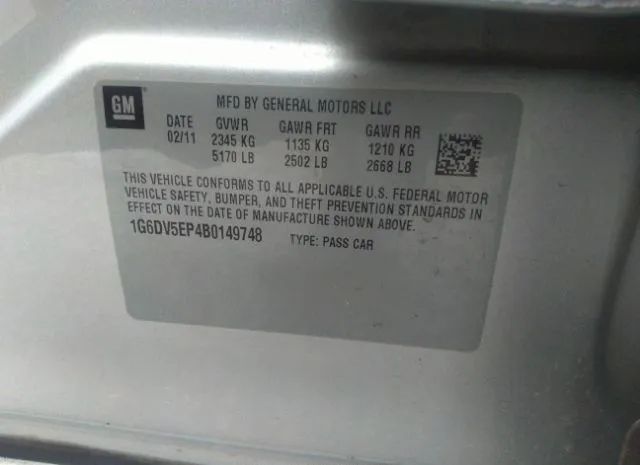 GM
MFD BY GENERAL MOTORS LLC
DATE GVWR GAWR FRT GAWR RR
02/11 2345 KG 1135 KG 1210 KG
5170 LB 2502 LB 2668 LB
THIS VEHICLE CONFORMS TO ALL APPLICABLE U.S. FEDERAL MOTOR
VEHICLE SAFETY, BUMPER, AND THEFT PREVENTION STANDARDS IN
EFFECT ON THE DATE OF MANUFACTURE SHOWN ABOVE.
1G6DV5EP4B0149748 TYPE: PASS CAR